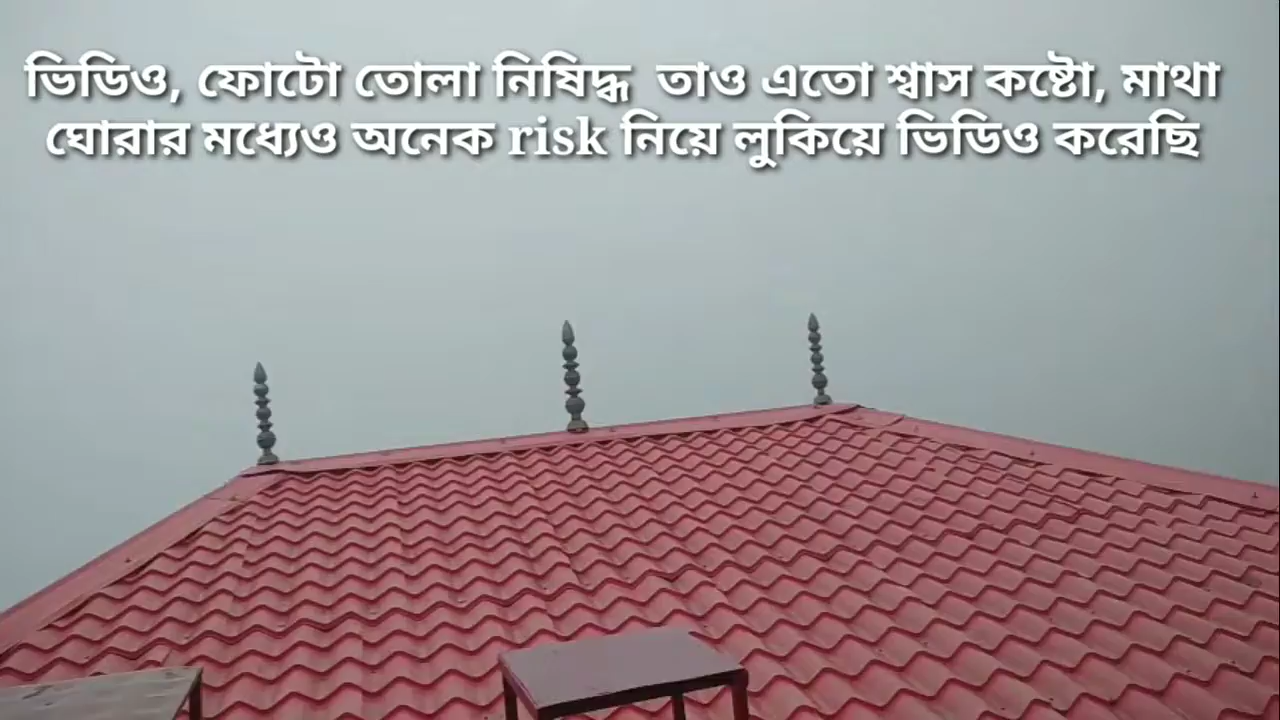 ভিডিও, ফোটো তোলা নিষিদ্ধ  তাও এতো শ্বাস কষ্টো, মাথা
ঘোরার মধ্যেও অনেক risk নিয়ে লুকিয়ে ভিডিও করেছি